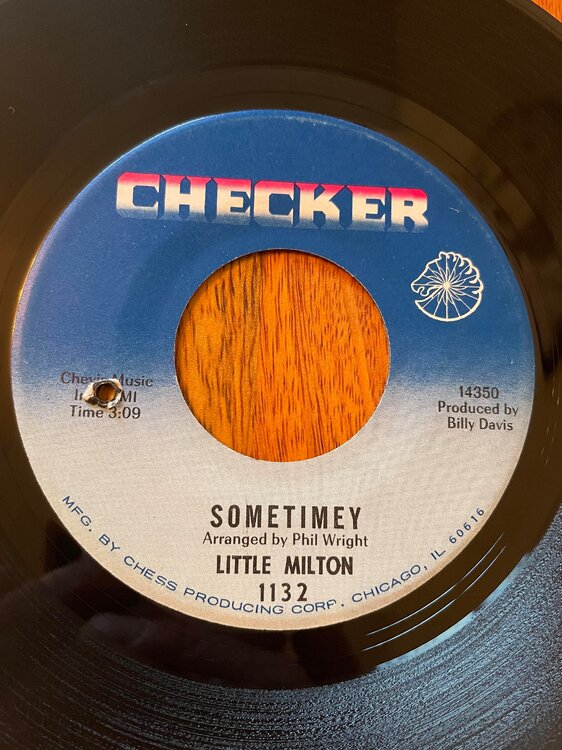 CHECKER
Chevis Music
MI
Time 3:09
14350
Produced by
Billy Davis
SOMETIMEY
Arranged by Phil Wright
LITTLE MILTON
1132
MFG. BY CHESS PRODUCING CORP. CHICAGO, IL 60616